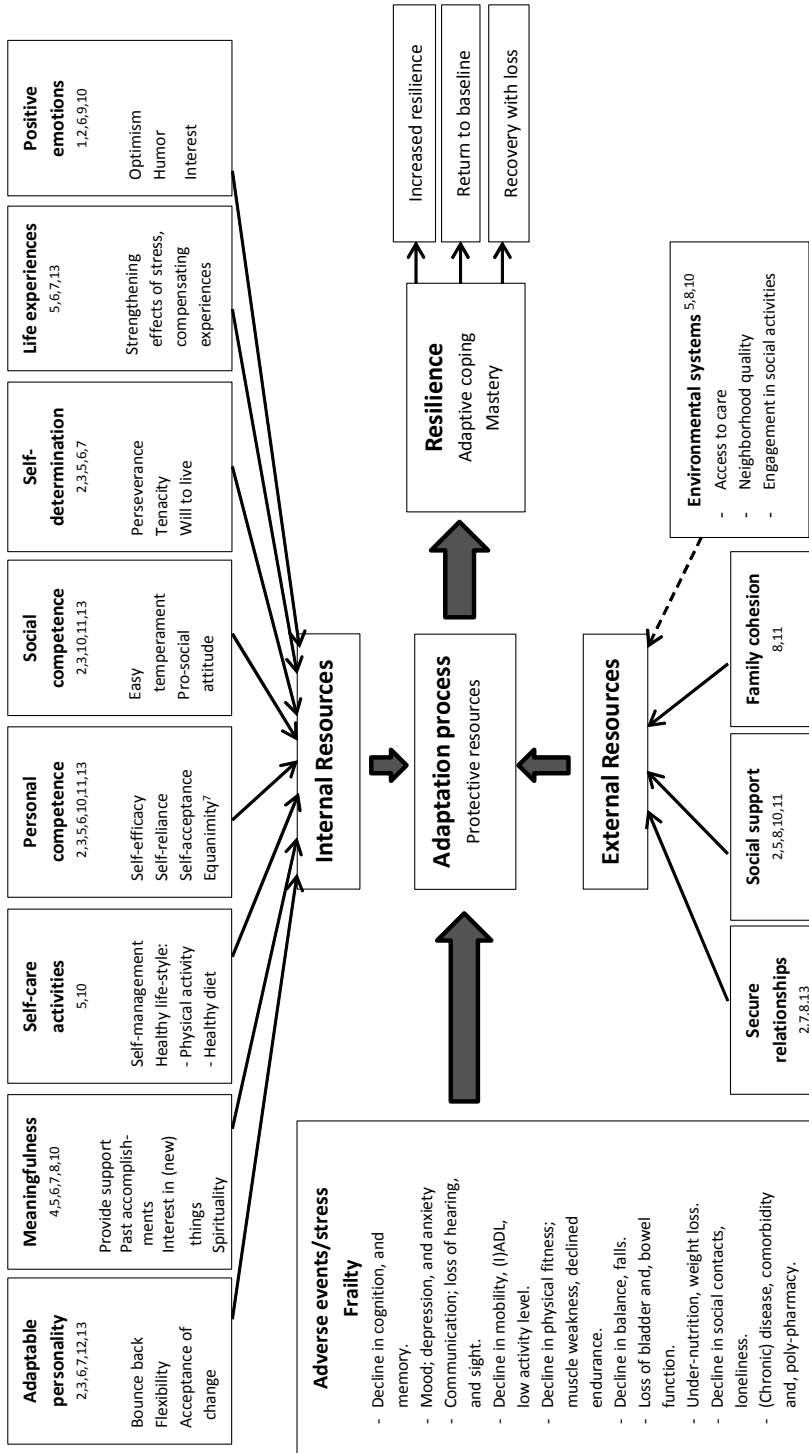 Adaptable
personality
2,3,6,7,12,13
Bounce back
Flexibility
Acceptance of
change
Meaningfulness
4,5,6,7,8,10
Provide support
Past accomplish-
ments
Interest in (new)
things
Spirituality
Self-care
activities
5,10
Self-management
Healthy life-style:
- Physical activity
- Healthy diet
Personal
competence
2,3,5,6,10,11,13
Self-efficacy
Self-reliance
Self-acceptance
Equanimity7
Social
competence
2,3,10,11,13
Easy
temperament
Pro-social
attitude
Self-
determination
2,3,5,6,7
Perseverance
Tenacity
Will to live
Life experiences
5,6,7,13
Strengthening
effects of stress,
compensating
experiences
Positive
emotions
1,2,6,9,10
Optimism
Humor
Interest
Internal Resources
Adverse events/stress
Frailty
- Decline in cognition, and
memory.
- Mood; depression, and anxiety
- Communication; loss of hearing,
and sight.
- Decline in mobility, (I)ADL,
low activity level.
- Decline in physical fitness;
muscle weakness, declined
endurance.
- Decline in balance, falls.
- Loss of bladder and, bowel
function.
- Under-nutrition, weight loss.
- Decline in social contacts,
loneliness.
- (Chronic) disease, comorbidity
and, poly-pharmacy.
Adaptation process
Protective resources
Resilience
Adaptive coping
Mastery
Increased resilience
Return to baseline
Recovery with loss
External Resources
Secure
relationships
2,7,8,13
Social support
2,5,8,10,11
Family cohesion
8,11
Environmental systems 5,8,10
- Access to care
- Neighborhood quality
- Engagement in social activities